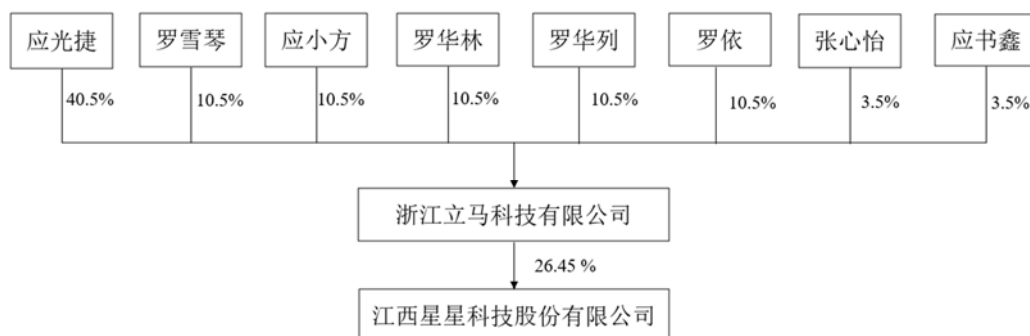 应光捷 罗雪琴 应小方 罗华林 罗华列 罗依 张心怡 应书鑫
40.5% 10.5% 10.5% 10.5% 10.5% 10.5% 3.5% 3.5%
浙江立马科技有限公司
26.45 %
江西星星科技股份有限公司